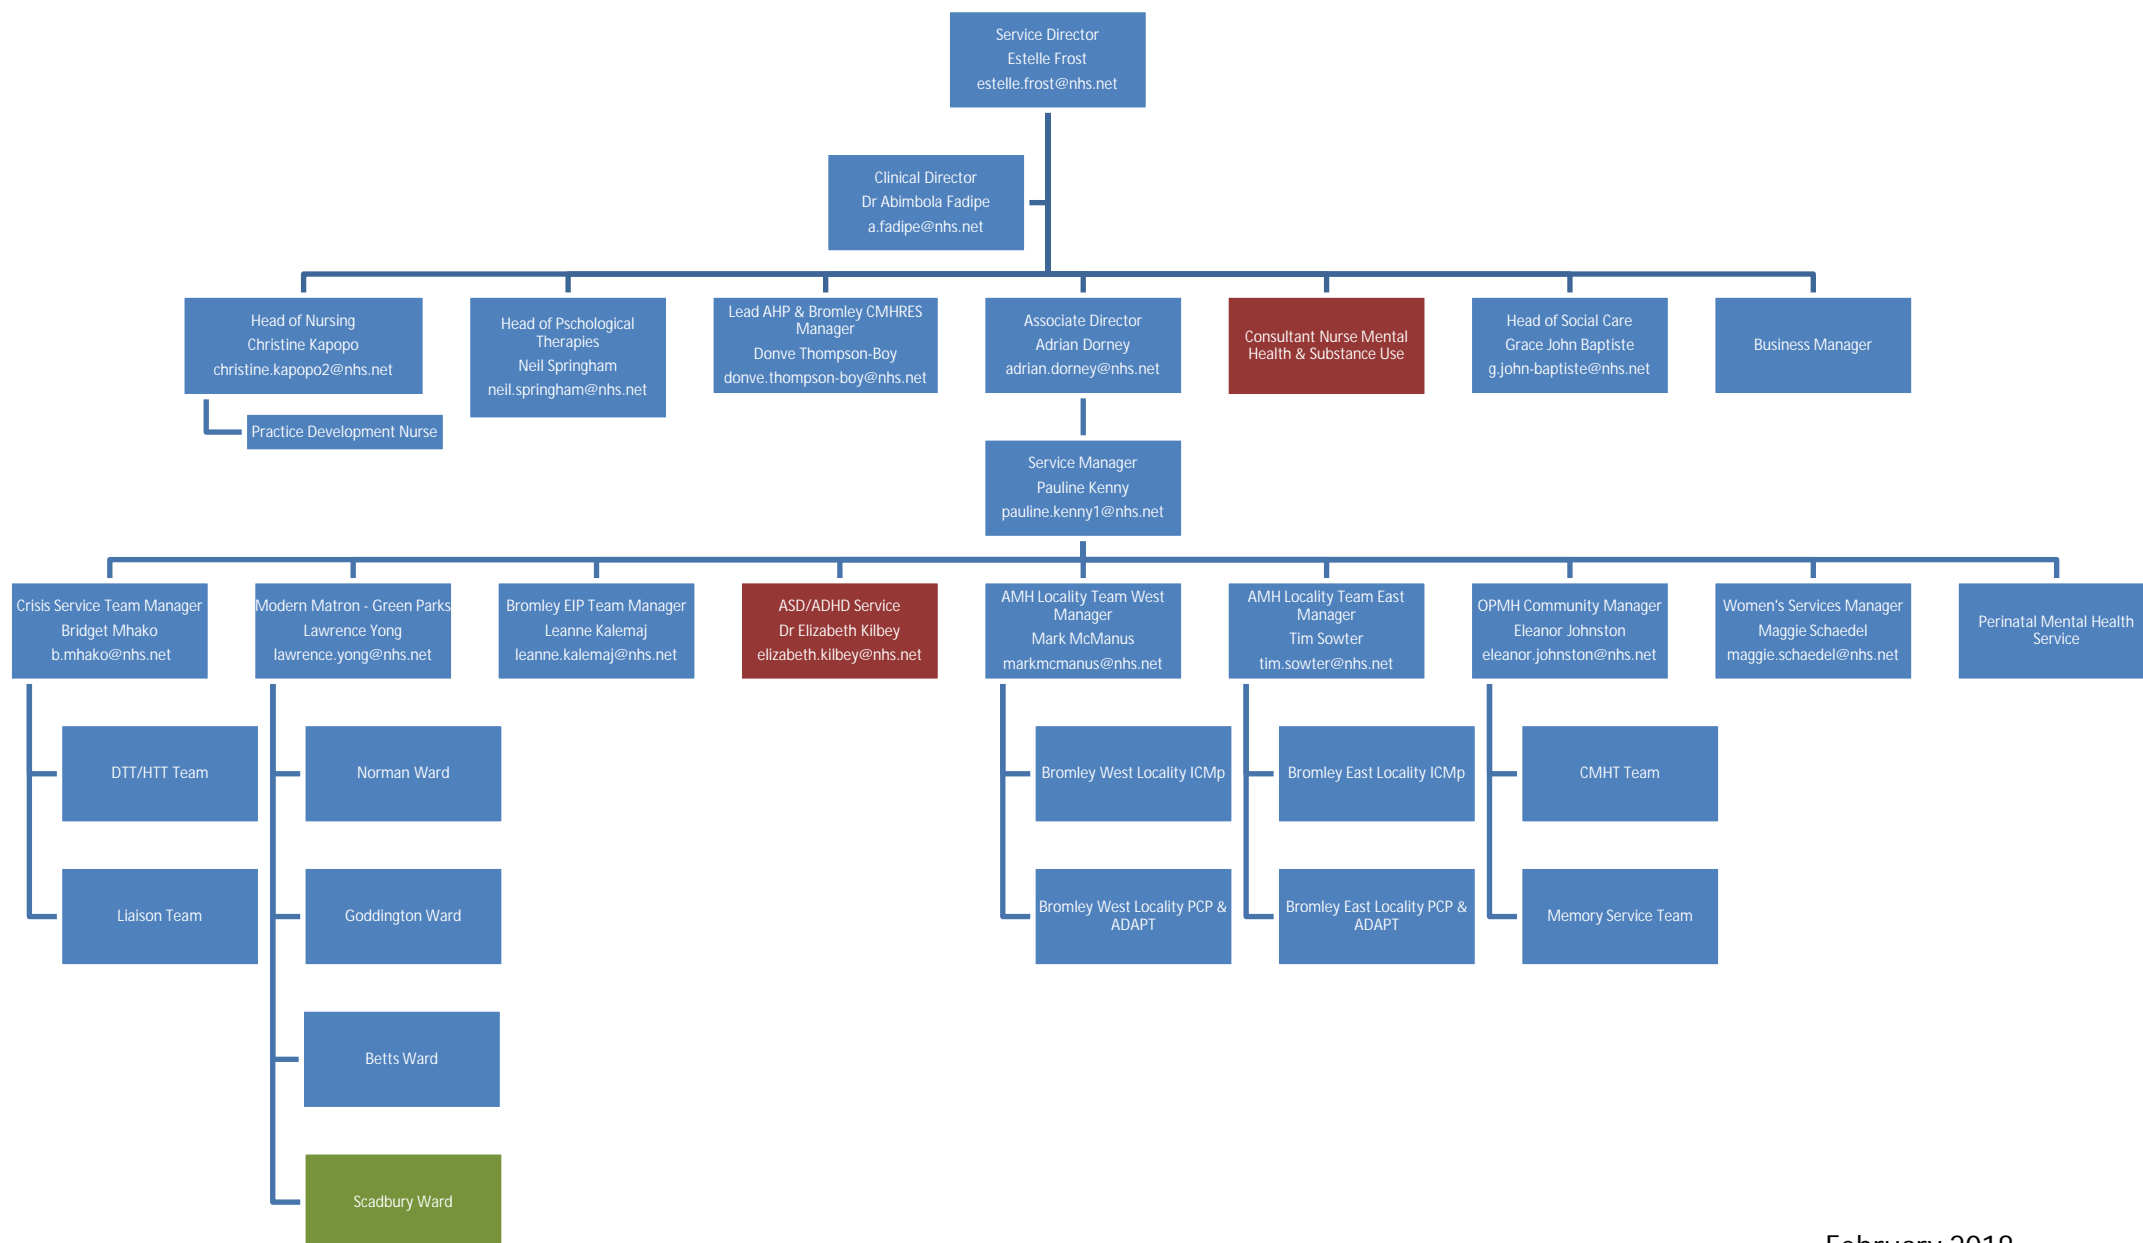 Service Director
Estelle Frost
estelle.frost@nhs.net
Clinical Director
Dr Abimbola Fadipe
a.fadipe@nhs.net
Head of Nursing
Christine Kapopo
christine.kapopo2@nhs.net
Practice Development Nurse
Head of Pschological
Therapies
Neil Springham
neil.springham@nhs.net
Lead AHP & Bromley CMHRES
Manager
Donve Thompson-Boy
donve.thompson-boy@nhs.net
Associate Director
Adrian Dorney
adrian.dorney@nhs.net
Consultant Nurse Mental
Health & Substance Use
Head of Social Care
Grace John Baptiste
g.john-baptiste@nhs.net
Business Manager
Service Manager
Pauline Kenny
pauline.kenny1@nhs.net
Crisis Service Team Manager
Bridget Mhako
b.mhako@nhs.net
DTT/HTT Team
Liaison Team
Modern Matron - Green Parks
Lawrence Yong
lawrence.yong@nhs.net
Norman Ward
Goddington Ward
Betts Ward
Scadbury Ward
Bromley EIP Team Manager
Leanne Kalemaj
leanne.kalemaj@nhs.net
ASD/ADHD Service
Dr Elizabeth Kilbey
elizabeth.kilbey@nhs.net
AMH Locality Team West
Manager
Mark McManus
markmcmanus@nhs.net
Bromley West Locality ICMp
Bromley West Locality PCP &
ADAPT
AMH Locality Team East
Manager
Tim Sowter
tim.sowter@nhs.net
Bromley East Locality ICMp
Bromley East Locality PCP &
ADAPT
OPMH Community Manager
Eleanor Johnston
eleanor.johnston@nhs.net
CMHT Team
Memory Service Team
Women's Services Manager
Maggie Schaedel
maggie.schaedel@nhs.net
Perinatal Mental Health
Service
February 2018